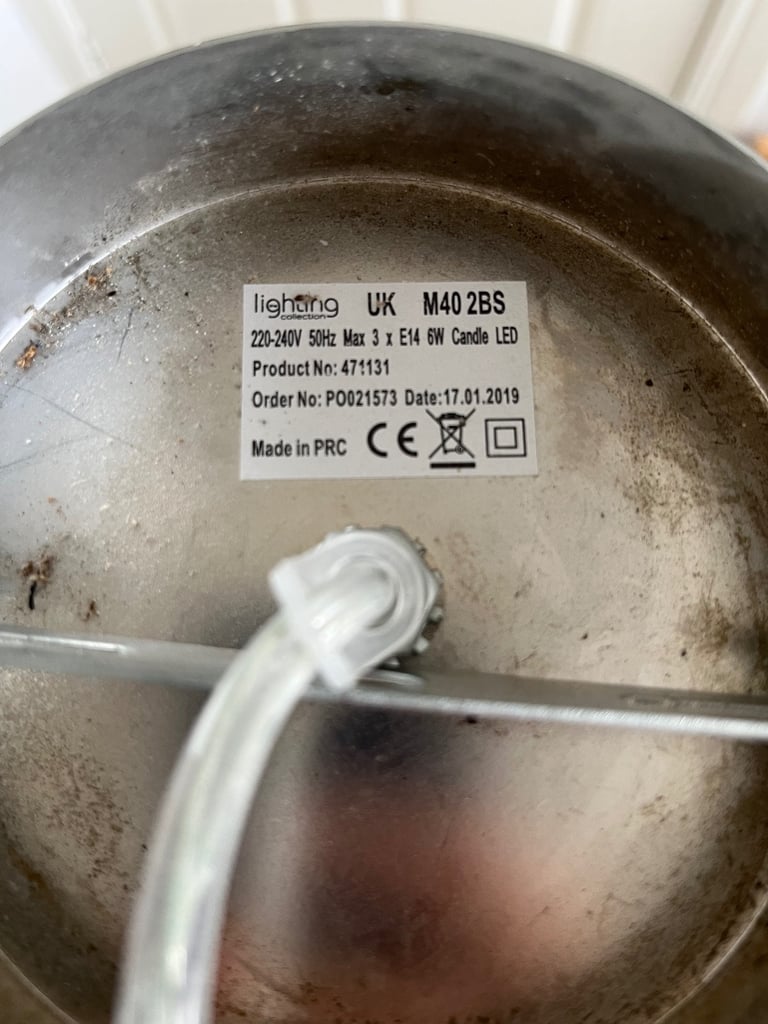 lighting UK M40 2BS
collection
220-240V 50Hz Max 3 x E14 6W Candle LED
Product No: 471131
Order No: PO021573 Date:17.01.2019
Made in PRC CE